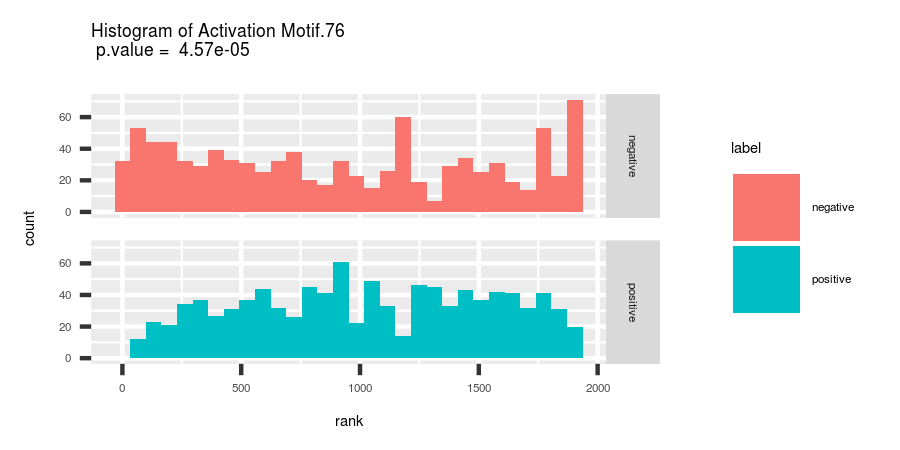 Histogram of Activation Motif.76
p.value = 4.57e-05
count
60
40
20
0
negative
60
40
20
0
positive
0 500 1000 1500 2000
rank
label
negative
positive